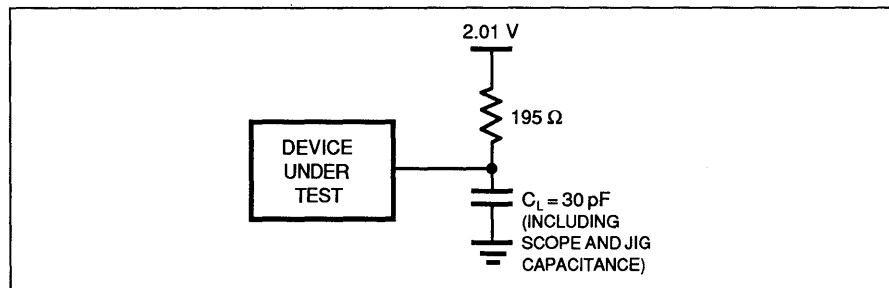 2.01 V
195 Ω
DEVICE
UNDER
TEST
C_L = 30 pF
(INCLUDING
SCOPE AND JIG
CAPACITANCE)